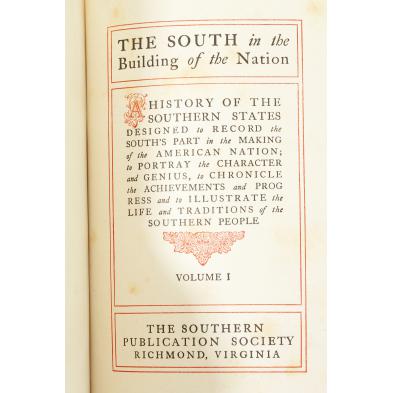 THE SOUTH in the
Building of the Nation
A HISTORY OF THE
SOUTHERN STATES
DESIGNED to RECORD the
SOUTH'S PART in the MAKING
of the AMERICAN NATION;
to PORTRAY the CHARACTER
and GENIUS, to CHRONICLE
the ACHIEVEMENTS and PROG
RESS and to ILLUSTRATE the
LIFE and TRADITIONS of the
SOUTHERN PEOPLE
VOLUME I
THE SOUTHERN
PUBLICATION SOCIETY
RICHMOND, VIRGINIA